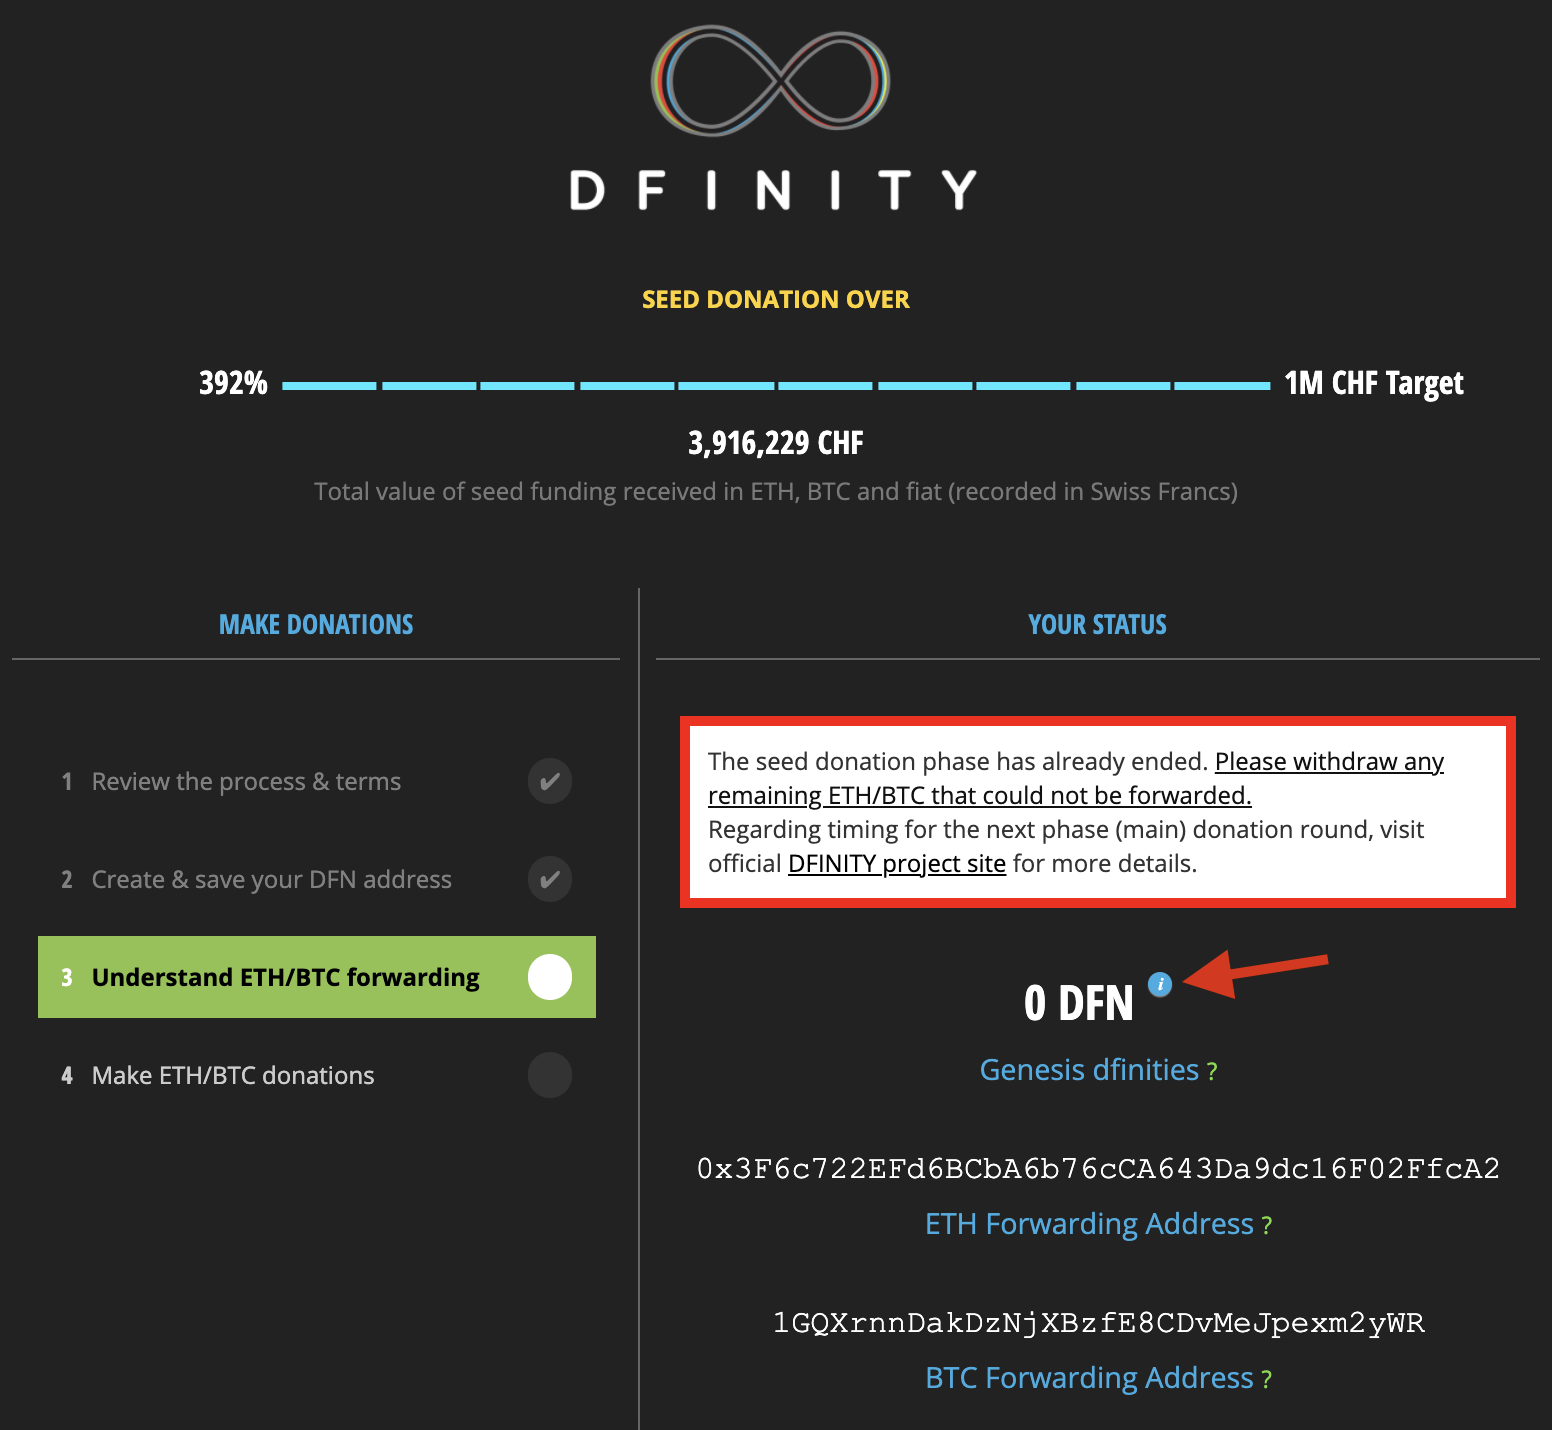 DFINITY
SEED DONATION OVER
392%
1M CHF Target
3,916,229 CHF
Total value of seed funding received in ETH, BTC and fiat (recorded in Swiss Francs)
MAKE DONATIONS
1 Review the process & terms
2 Create & save your DFN address
3 Understand ETH/BTC forwarding
4 Make ETH/BTC donations
YOUR STATUS
The seed donation phase has already ended. Please withdraw any
remaining ETH/BTC that could not be forwarded.
Regarding timing for the next phase (main) donation round, visit
official DFINITY project site for more details.
0 DFN i
Genesis dfinities ?
0x3F6c722EFd6BCbA6b76cCA643Da9dc16F02FfcA2
ETH Forwarding Address ?
1GQXrnnDakDzNjXBzfE8CDvMeJpexm2yWR
BTC Forwarding Address ?